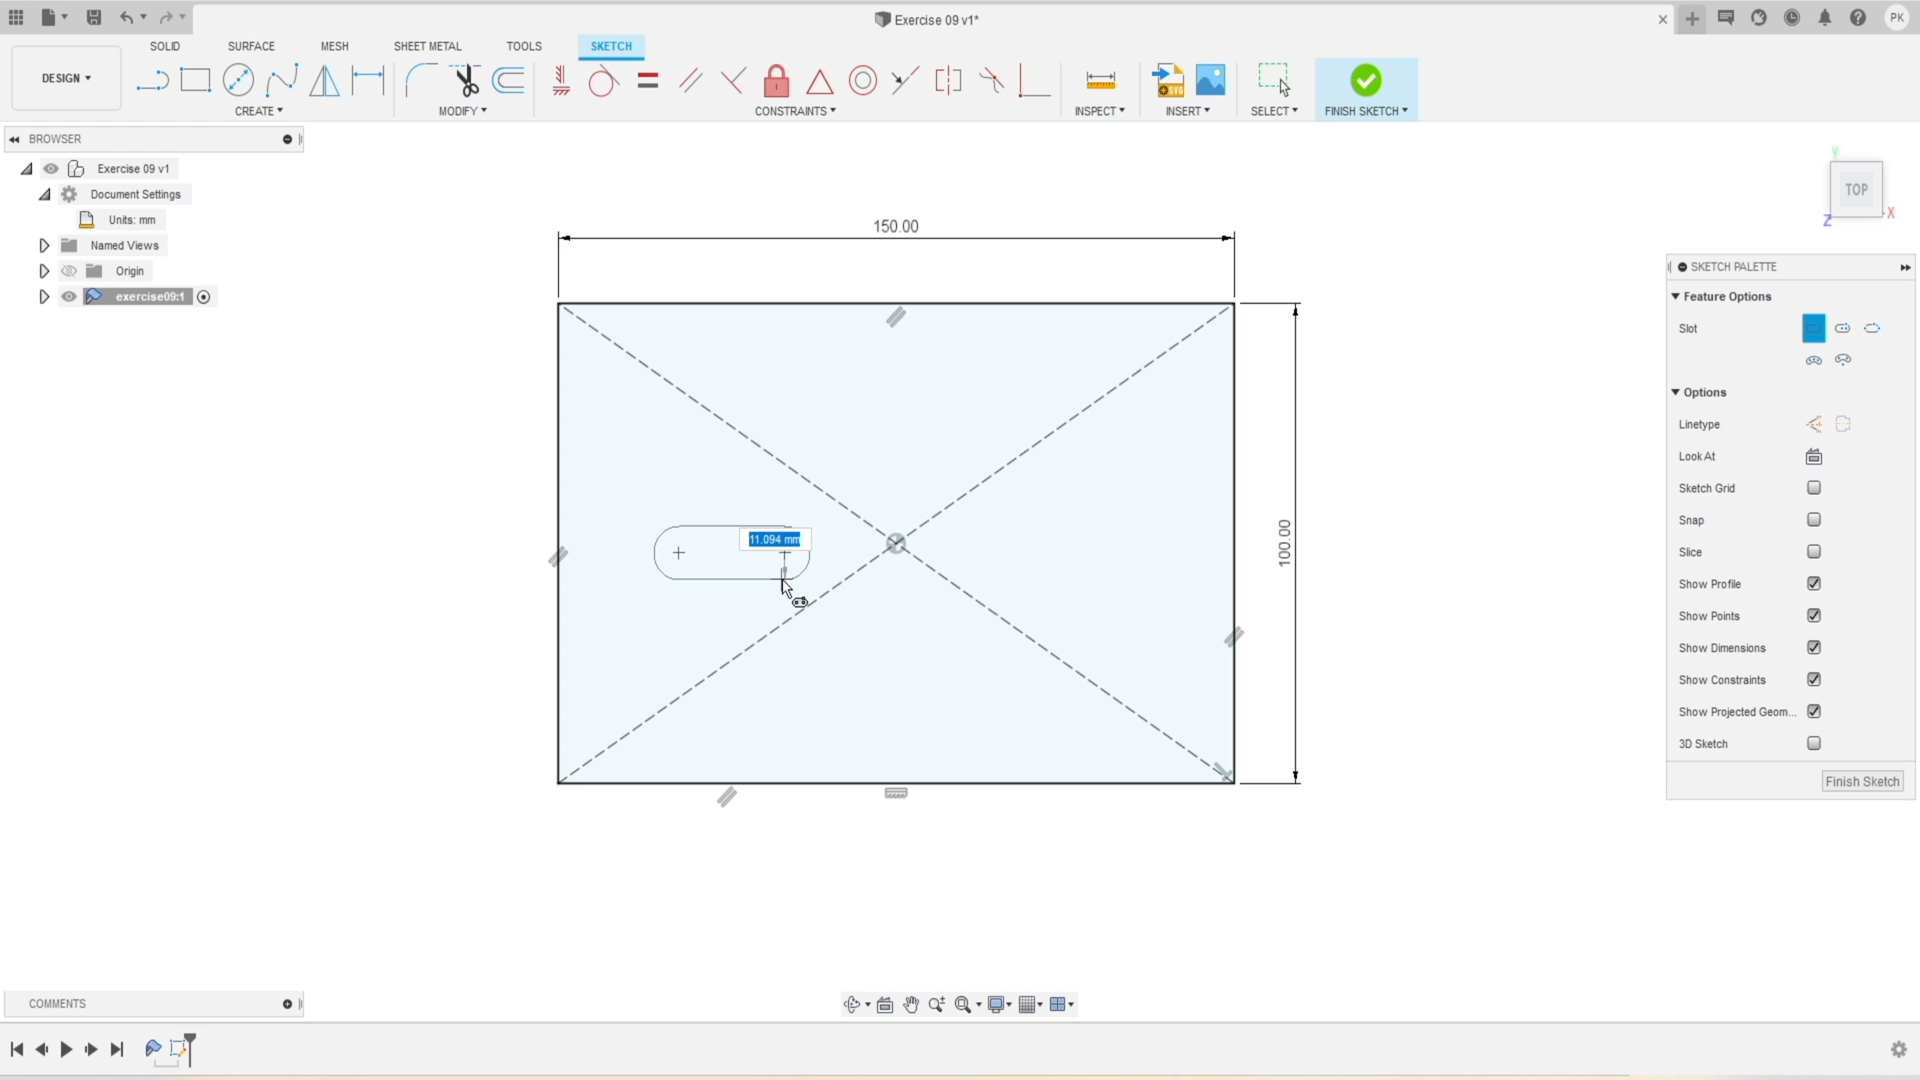 Exercise 09 v1*
PK
SOLID
SURFACE
MESH
SHEET METAL
TOOLS
SKETCH
DESIGN
CREATE
MODIFY
CONSTRAINTS
INSPECT
INSERT
SELECT
FINISH SKETCH
SVG
BROWSER
Exercise 09 v1
Document Settings
Units: mm
Named Views
Origin
exercise09:1
Y
TOP
X
Z
150.00
100.00
11.094 mm
SKETCH PALETTE
Feature Options
Slot
Options
Linetype
Look At
Sketch Grid
Snap
Slice
Show Profile
Show Points
Show Dimensions
Show Constraints
Show Projected Geom...
3D Sketch
Finish Sketch
COMMENTS